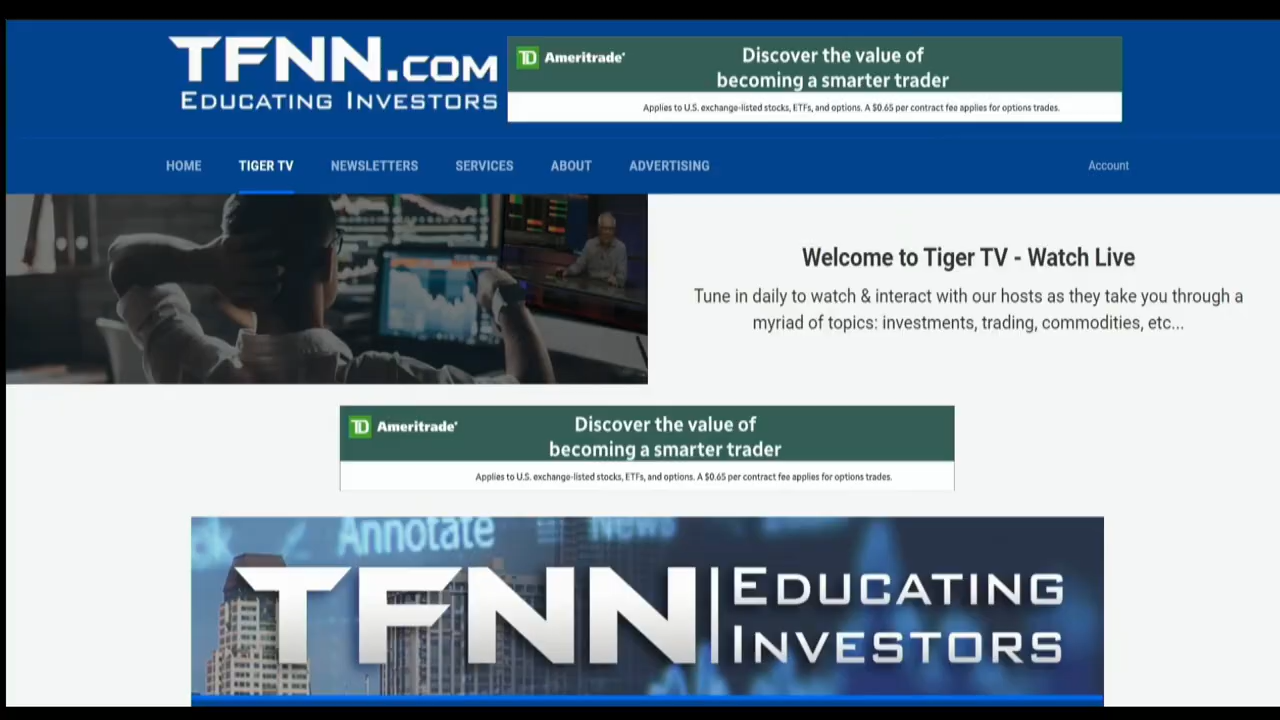 TFNN.COM
EDUCATING INVESTORS
TD Ameritrade
Discover the value of
becoming a smarter trader
Applies to U.S. exchange-listed stocks, ETFs, and options. A $0.65 per contract fee applies for options trades.
HOME TIGER TV NEWSLETTERS SERVICES ABOUT ADVERTISING Account
Welcome to Tiger TV - Watch Live
Tune in daily to watch & interact with our hosts as they take you through a
myriad of topics: investments, trading, commodities, etc...
TD Ameritrade
Discover the value of
becoming a smarter trader
Applies to U.S. exchange-listed stocks, ETFs, and options. A $0.65 per contract fee applies for options trades.
Annotate News
TFNN
EDUCATING
INVESTORS